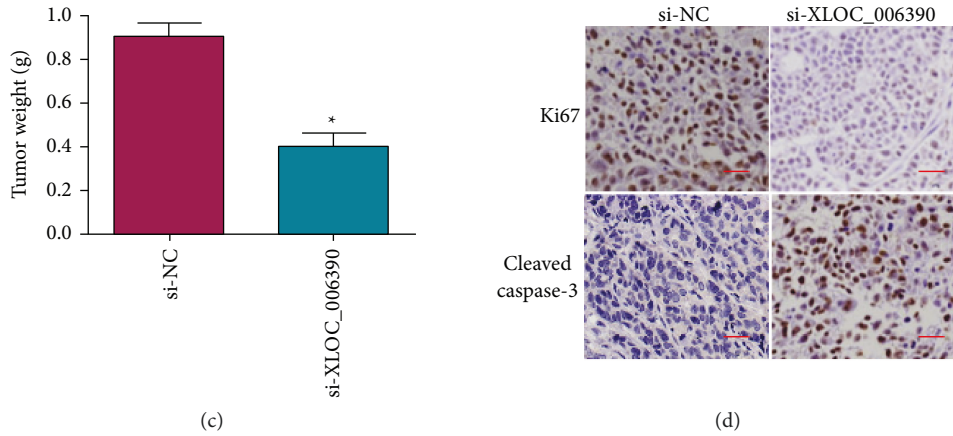 Tumor weight (g)
1.0
0.8
0.6
0.4
0.2
0.0
*
si-NC
si-XLOC_006390
(c)
si-NC
si-XLOC_006390
Ki67
Cleaved
caspase-3
(d)